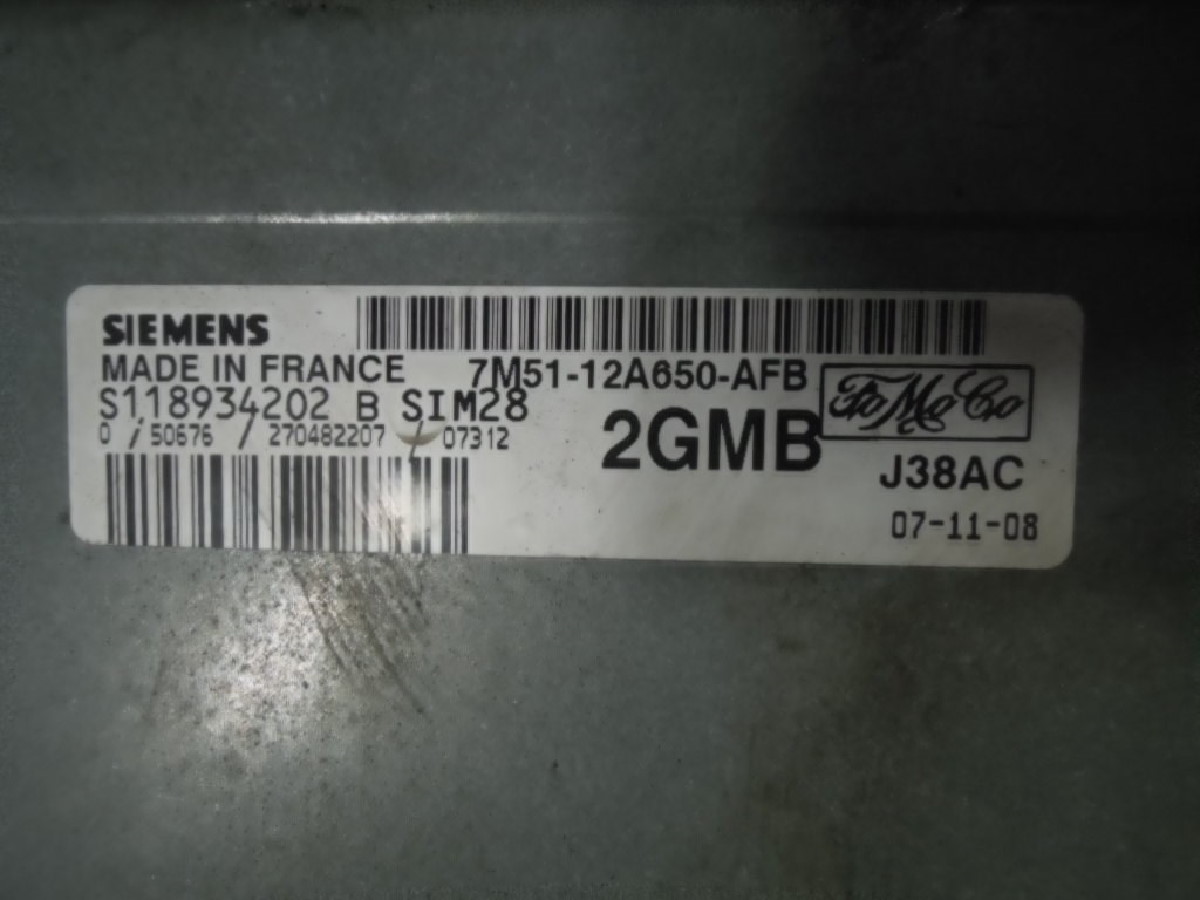 SIEMENS
MADE IN FRANCE 7M51-12A650-AFB
S118934202 B SIM28
FoMoCo
0 / 50676 / 270482207 / 07312
2GMB
J38AC
07-11-08